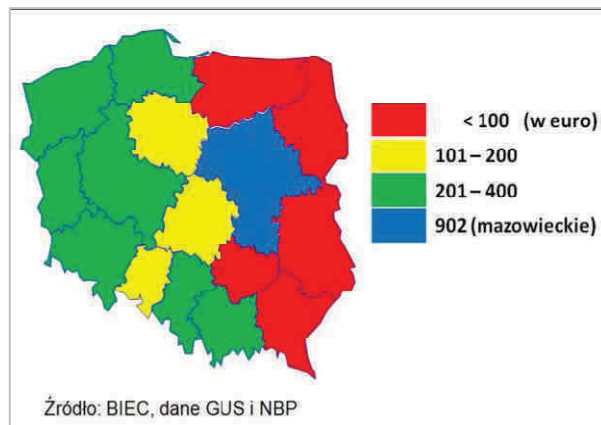 < 100 (w euro)
101 – 200
201 – 400
902 (mazowieckie)
Źródło: BIEC, dane GUS i NBP